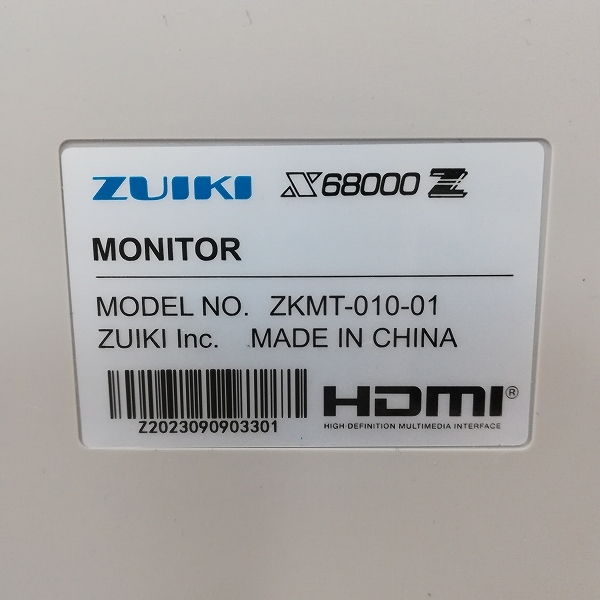 ZUIKI X68000 Z
MONITOR
MODEL NO. ZKMT-010-01
ZUIKI Inc. MADE IN CHINA
Z2023090903301
HDMI®
HIGH-DEFINITION MULTIMEDIA INTERFACE